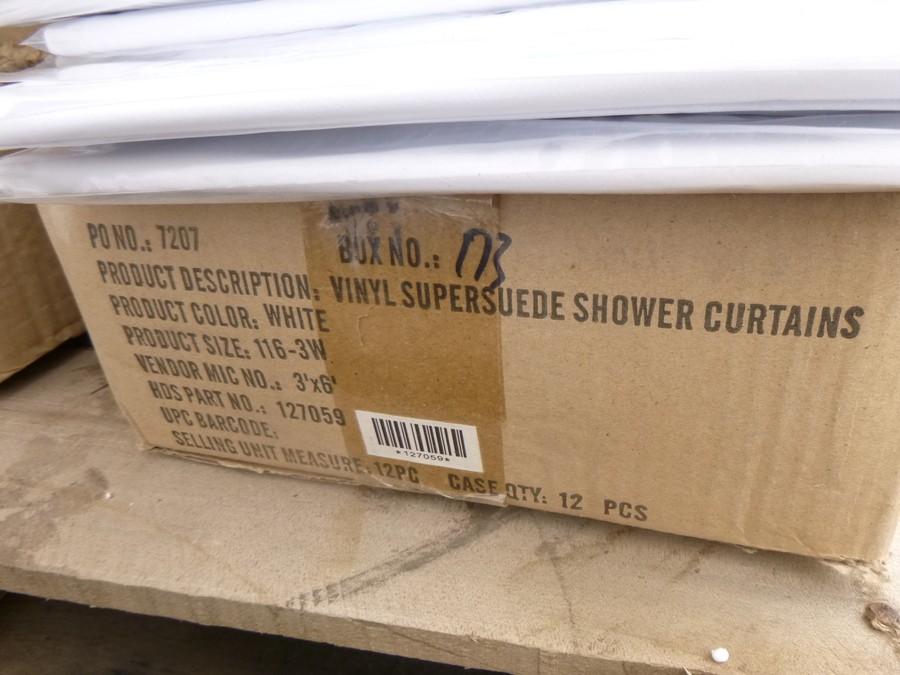 PO NO.: 7207
BOX NO.: 173
PRODUCT DESCRIPTION: VINYL SUPERSUEDE SHOWER CURTAINS
PRODUCT COLOR: WHITE
PRODUCT SIZE: 116-3W
VENDOR MIC NO.: 3'x6'
HDS PART NO.: 127059
UPC BARCODE:
*127059*
SELLING UNIT MEASURE: 12PC CASE QTY: 12 PCS